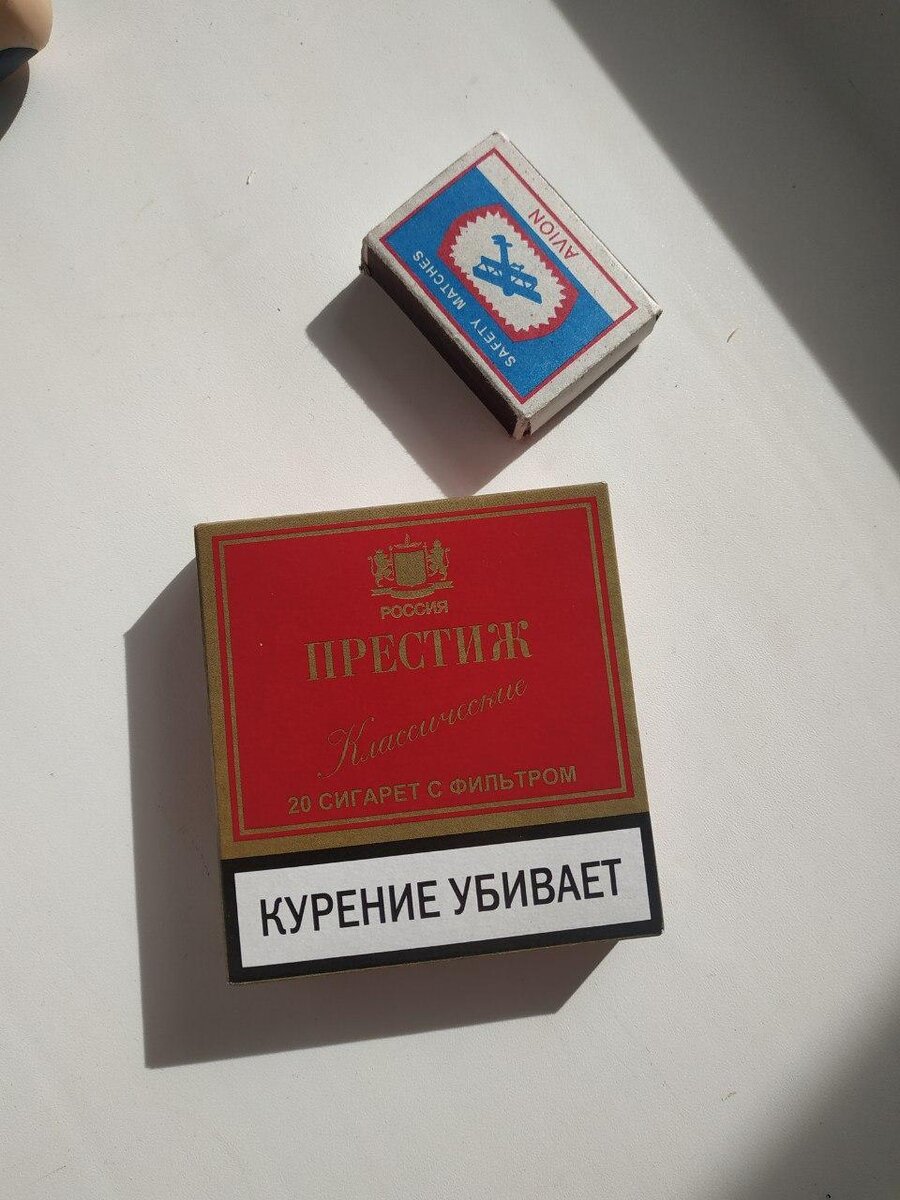 AVION
SAFETY MATCHES
РОССИЯ
ПРЕСТИЖ
Классические
20 СИГАРЕТ С ФИЛЬТРОМ
КУРЕНИЕ УБИВАЕТ